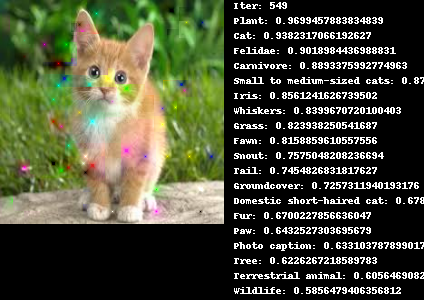 Iter: 549
Plant: 0.9699457883834839
Cat: 0.9382317066192627
Felidae: 0.9018984436988831
Carnivore: 0.8893375992774963
Small to medium-sized cats: 0.87
Iris: 0.8561241626739502
Whiskers: 0.8399670720100403
Grass: 0.823938250541687
Fawn: 0.8158859610557556
Snout: 0.7575048208236694
Tail: 0.7454826831817627
Groundcover: 0.7257311940193176
Domestic short-haired cat: 0.678
Fur: 0.6700227856636047
Paw: 0.6432527303695679
Photo caption: 0.633103787899017
Tree: 0.6226267218589783
Terrestrial animal: 0.6056469082
Wildlife: 0.5856479406356812